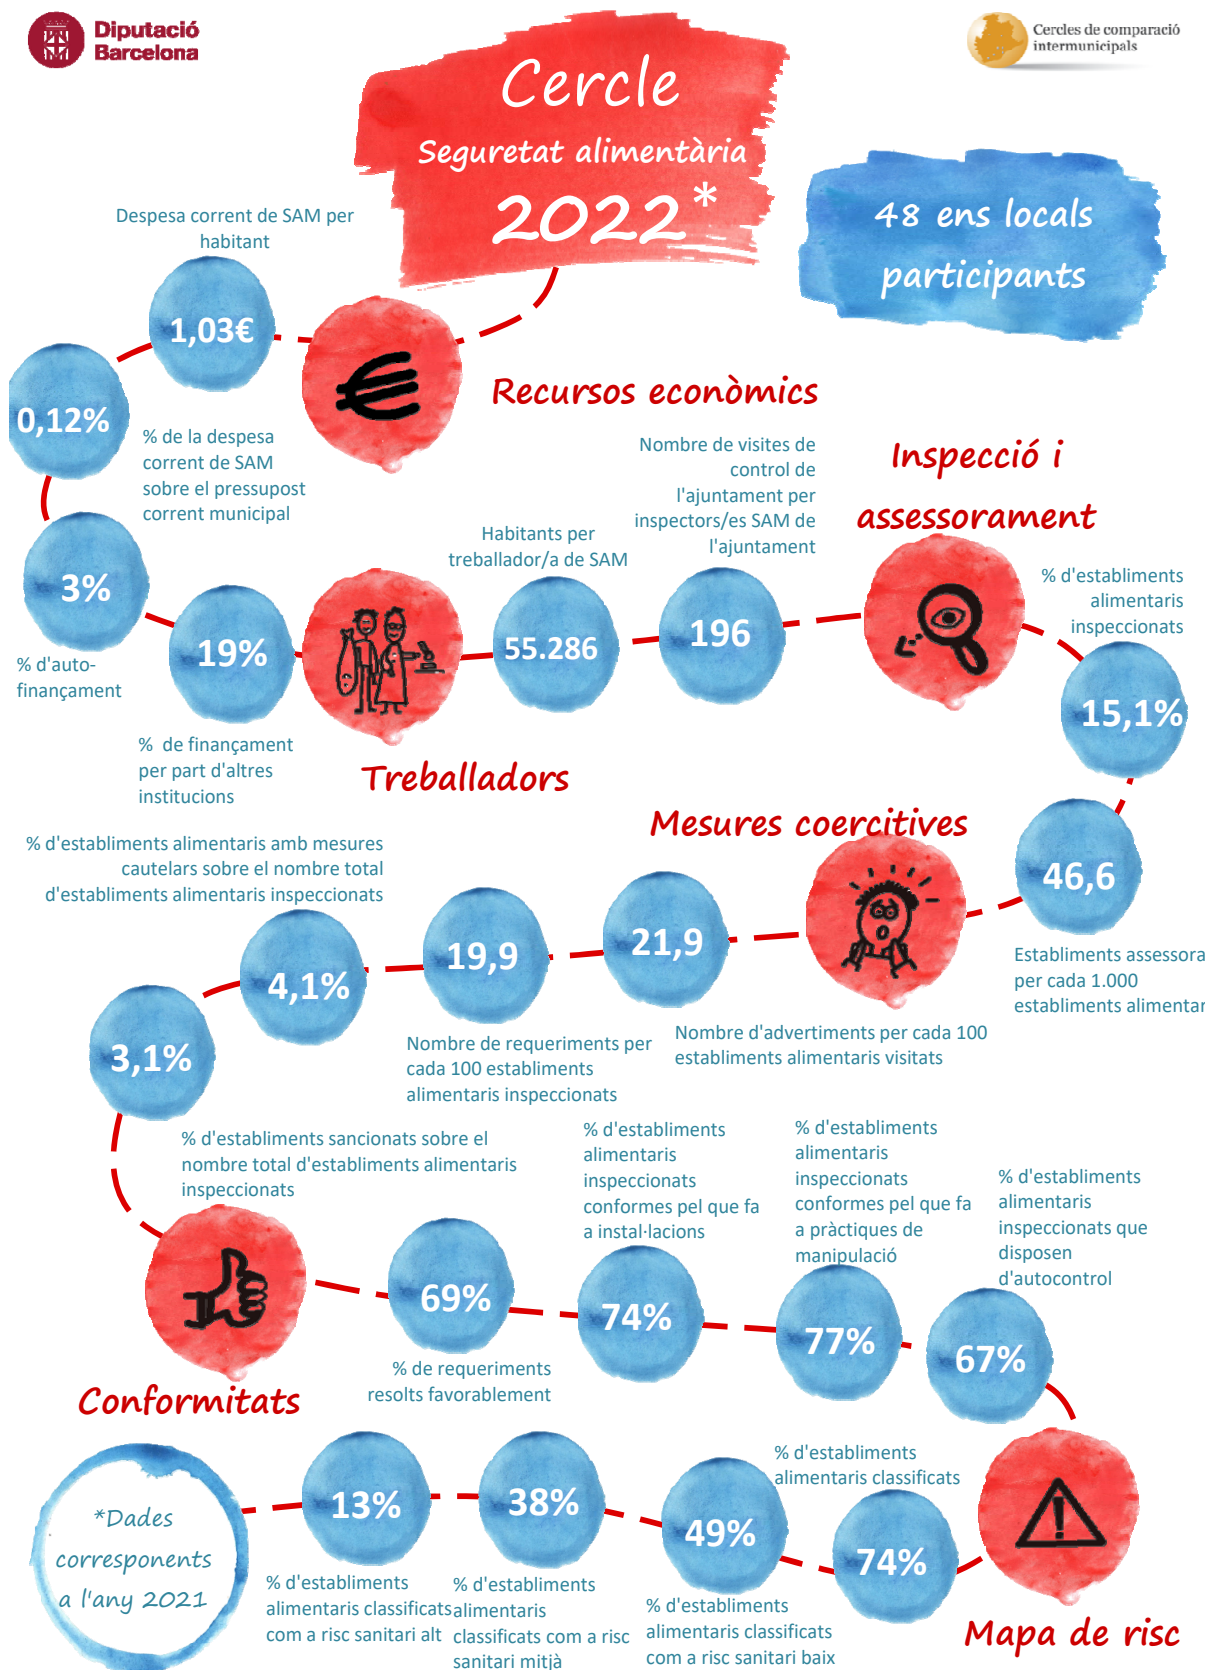 Diputació
Barcelona
Cercles de comparació
intermunicipals
Cercle
Seguretat alimentària
2022*
48 ens locals
participants
Despesa corrent de SAM per
habitant
1,03€
0,12%
Recursos econòmics
% de la despesa
corrent de SAM
sobre el pressupost
corrent municipal
3%
% d'auto-
finançament
19%
% de finançament
per part d'altres
institucions
Treballadors
Habitants per
treballador/a de SAM
55.286
Nombre de visites de
control de
l'ajuntament per
inspectors/es SAM de
l'ajuntament
196
Inspecció i
assessorament
% d'establiments
alimentaris
inspeccionats
15,1%
46,6
Establiments assessora
per cada 1.000
establiments alimentar
Mesures coercitives
21,9
Nombre d'advertiments per cada 100
establiments alimentaris visitats
19,9
Nombre de requeriments per
cada 100 establiments
alimentaris inspeccionats
% d'establiments alimentaris amb mesures
cautelars sobre el nombre total
d'establiments alimentaris inspeccionats
4,1%
3,1%
% d'establiments sancionats sobre el
nombre total d'establiments alimentaris
inspeccionats
Conformitats
69%
% de requeriments
resolts favorablement
% d'establiments
alimentaris
inspeccionats
conformes pel que fa
a instal·lacions
74%
% d'establiments
alimentaris
inspeccionats
conformes pel que fa
a pràctiques de
manipulació
77%
% d'establiments
alimentaris
inspeccionats que
disposen
d'autocontrol
67%
Mapa de risc
% d'establiments
alimentaris classificats
74%
49%
% d'establiments
alimentaris classificats
com a risc sanitari baix
38%
% d'establiments
alimentaris
classificats com a risc
sanitari mitjà
13%
% d'establiments
alimentaris classificats
com a risc sanitari alt
*Dades
corresponents
a l'any 2021